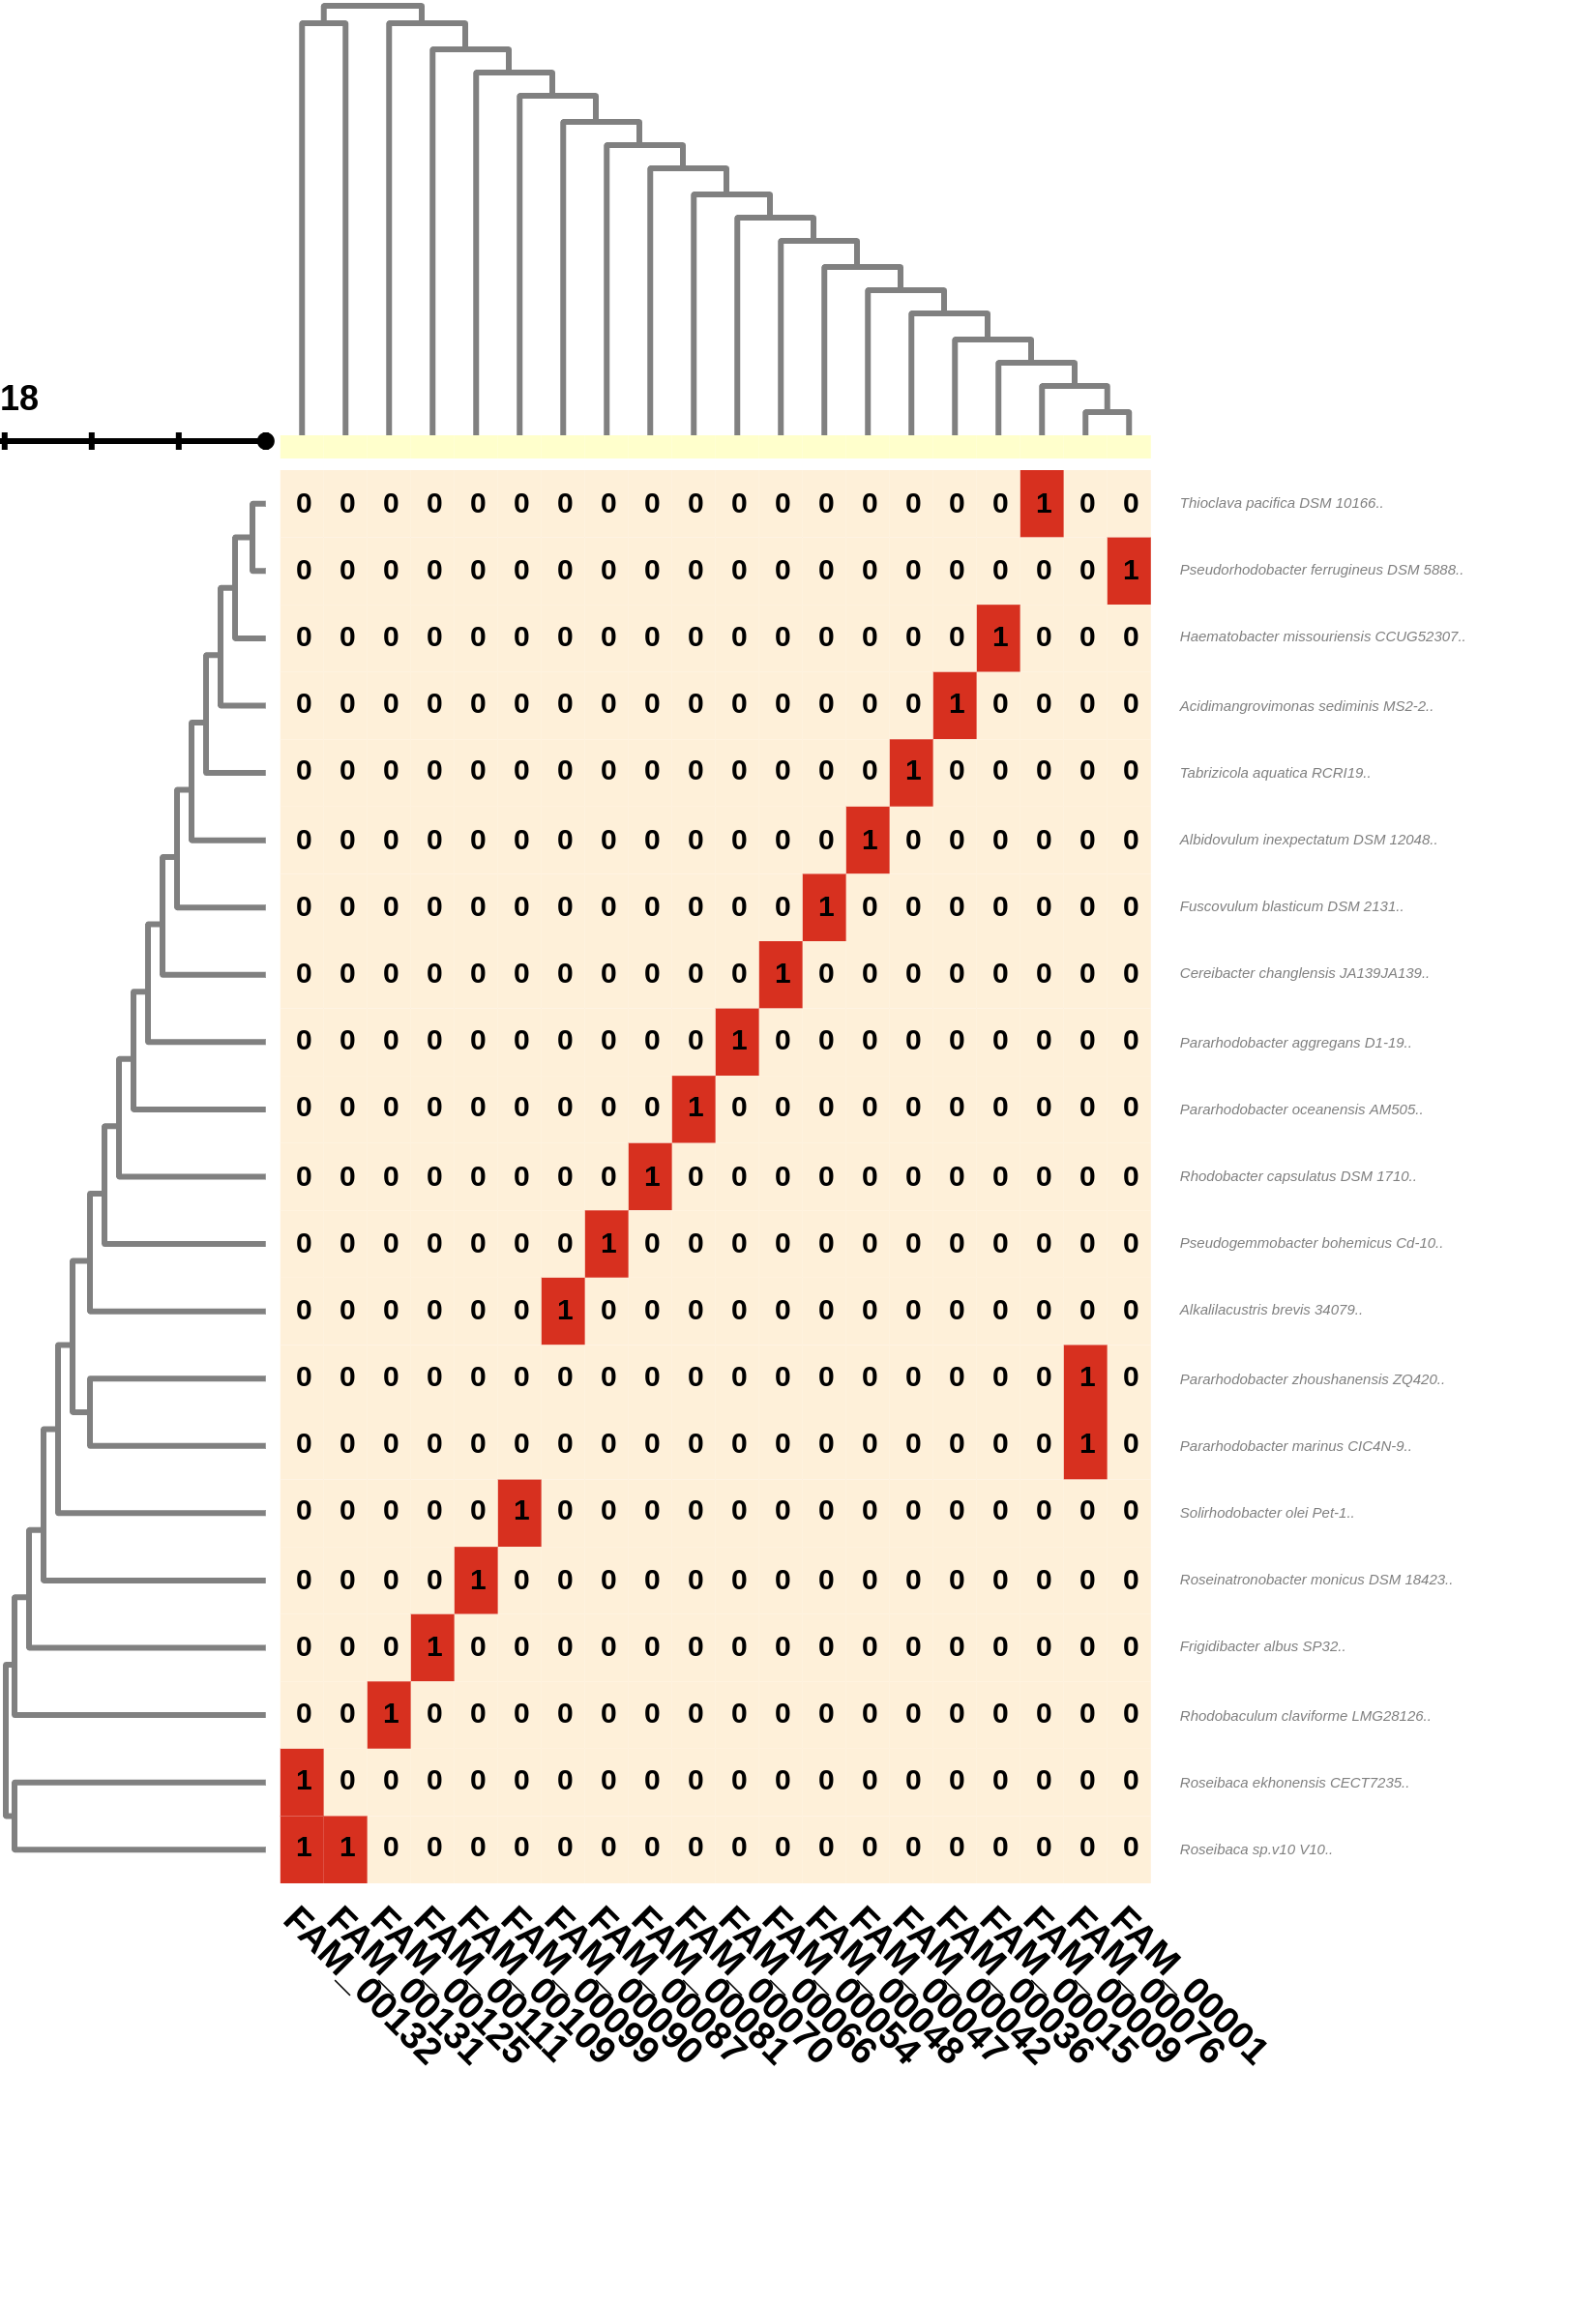 18
0 0 0 0 0 0 0 0 0 0 0 0 0 0 0 0 0 1 0 0 Thioclava pacifica DSM 10166..
0 0 0 0 0 0 0 0 0 0 0 0 0 0 0 0 0 0 0 1 Pseudorhodobacter ferrugineus DSM 5888..
0 0 0 0 0 0 0 0 0 0 0 0 0 0 0 0 1 0 0 0 Haematobacter missouriensis CCUG52307..
0 0 0 0 0 0 0 0 0 0 0 0 0 0 0 1 0 0 0 0 Acidimangrovimonas sediminis MS2-2..
0 0 0 0 0 0 0 0 0 0 0 0 0 0 1 0 0 0 0 0 Tabrizicola aquatica RCRI19..
0 0 0 0 0 0 0 0 0 0 0 0 0 1 0 0 0 0 0 0 Albidovulum inexpectatum DSM 12048..
0 0 0 0 0 0 0 0 0 0 0 0 1 0 0 0 0 0 0 0 Fuscovulum blasticum DSM 2131..
0 0 0 0 0 0 0 0 0 0 0 1 0 0 0 0 0 0 0 0 Cereibacter changlensis JA139JA139..
0 0 0 0 0 0 0 0 0 0 1 0 0 0 0 0 0 0 0 0 Pararhodobacter aggregans D1-19..
0 0 0 0 0 0 0 0 0 1 0 0 0 0 0 0 0 0 0 0 Pararhodobacter oceanensis AM505..
0 0 0 0 0 0 0 0 1 0 0 0 0 0 0 0 0 0 0 0 Rhodobacter capsulatus DSM 1710..
0 0 0 0 0 0 0 1 0 0 0 0 0 0 0 0 0 0 0 0 Pseudogemmobacter bohemicus Cd-10..
0 0 0 0 0 0 1 0 0 0 0 0 0 0 0 0 0 0 0 0 Alkalilacustris brevis 34079..
0 0 0 0 0 0 0 0 0 0 0 0 0 0 0 0 0 0 1 0 Pararhodobacter zhoushanensis ZQ420..
0 0 0 0 0 0 0 0 0 0 0 0 0 0 0 0 0 0 1 0 Pararhodobacter marinus CIC4N-9..
0 0 0 0 0 1 0 0 0 0 0 0 0 0 0 0 0 0 0 0 Solirhodobacter olei Pet-1..
0 0 0 0 1 0 0 0 0 0 0 0 0 0 0 0 0 0 0 0 Roseinatronobacter monicus DSM 18423..
0 0 0 1 0 0 0 0 0 0 0 0 0 0 0 0 0 0 0 0 Frigidibacter albus SP32..
0 0 1 0 0 0 0 0 0 0 0 0 0 0 0 0 0 0 0 0 Rhodobaculum claviforme LMG28126..
1 0 0 0 0 0 0 0 0 0 0 0 0 0 0 0 0 0 0 0 Roseibaca ekhonensis CECT7235..
1 1 0 0 0 0 0 0 0 0 0 0 0 0 0 0 0 0 0 0 Roseibaca sp.v10 V10..
FAM_00132
FAM_00131
FAM_00125
FAM_00111
FAM_00109
FAM_00099
FAM_00090
FAM_00087
FAM_00081
FAM_00070
FAM_00066
FAM_00054
FAM_00048
FAM_00047
FAM_00042
FAM_00036
FAM_00015
FAM_00009
FAM_00076
FAM_00001